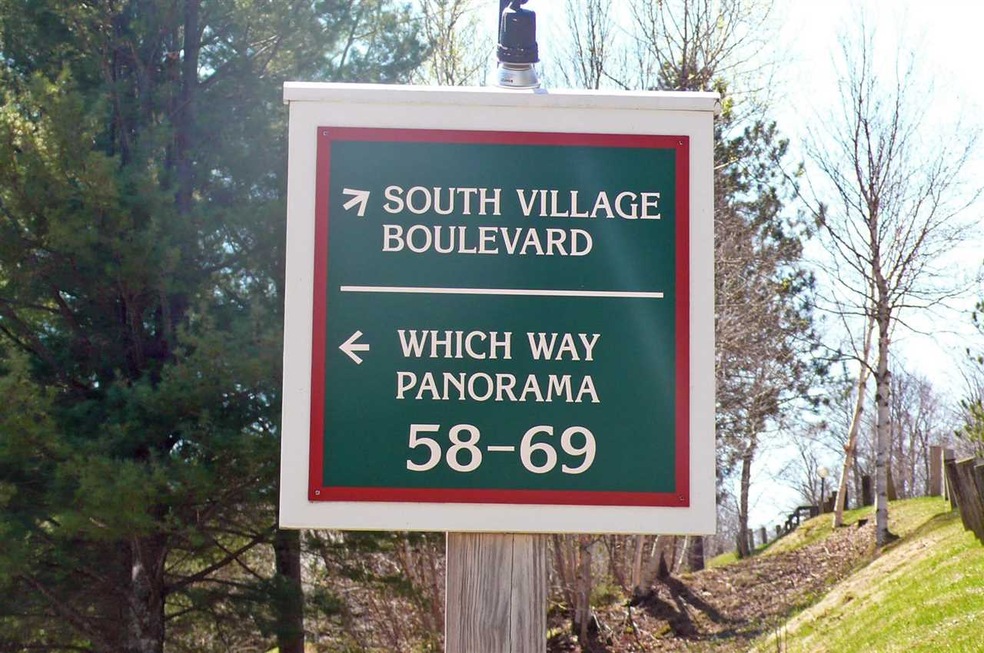 SOUTH VILLAGE
BOULEVARD
WHICH WAY
PANORAMA
58-69